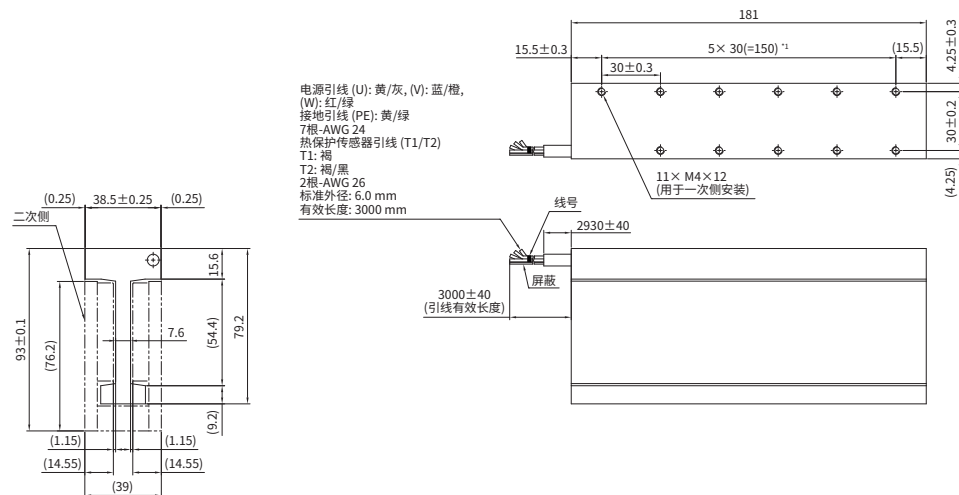 181
15.5±0.3
5× 30(=150) *1
(15.5)
4.25±0.3
30±0.3
30±0.2
(4.25)
11× M4×12
(用于一次侧安装)
电源引线 (U): 黄/灰, (V): 蓝/橙,
(W): 红/绿
接地引线 (PE): 黄/绿
7根-AWG 24
热保护传感器引线 (T1/T2)
T1: 褐
T2: 褐/黑
2根-AWG 26
标准外径: 6.0 mm
有效长度: 3000 mm
线号
2930±40
屏蔽
3000±40
(引线有效长度)
(0.25)
38.5±0.25
(0.25)
二次侧
15.6
93±0.1
(76.2)
7.6
(54.4)
79.2
(9.2)
(1.15)
(1.15)
(14.55)
(14.55)
(39)